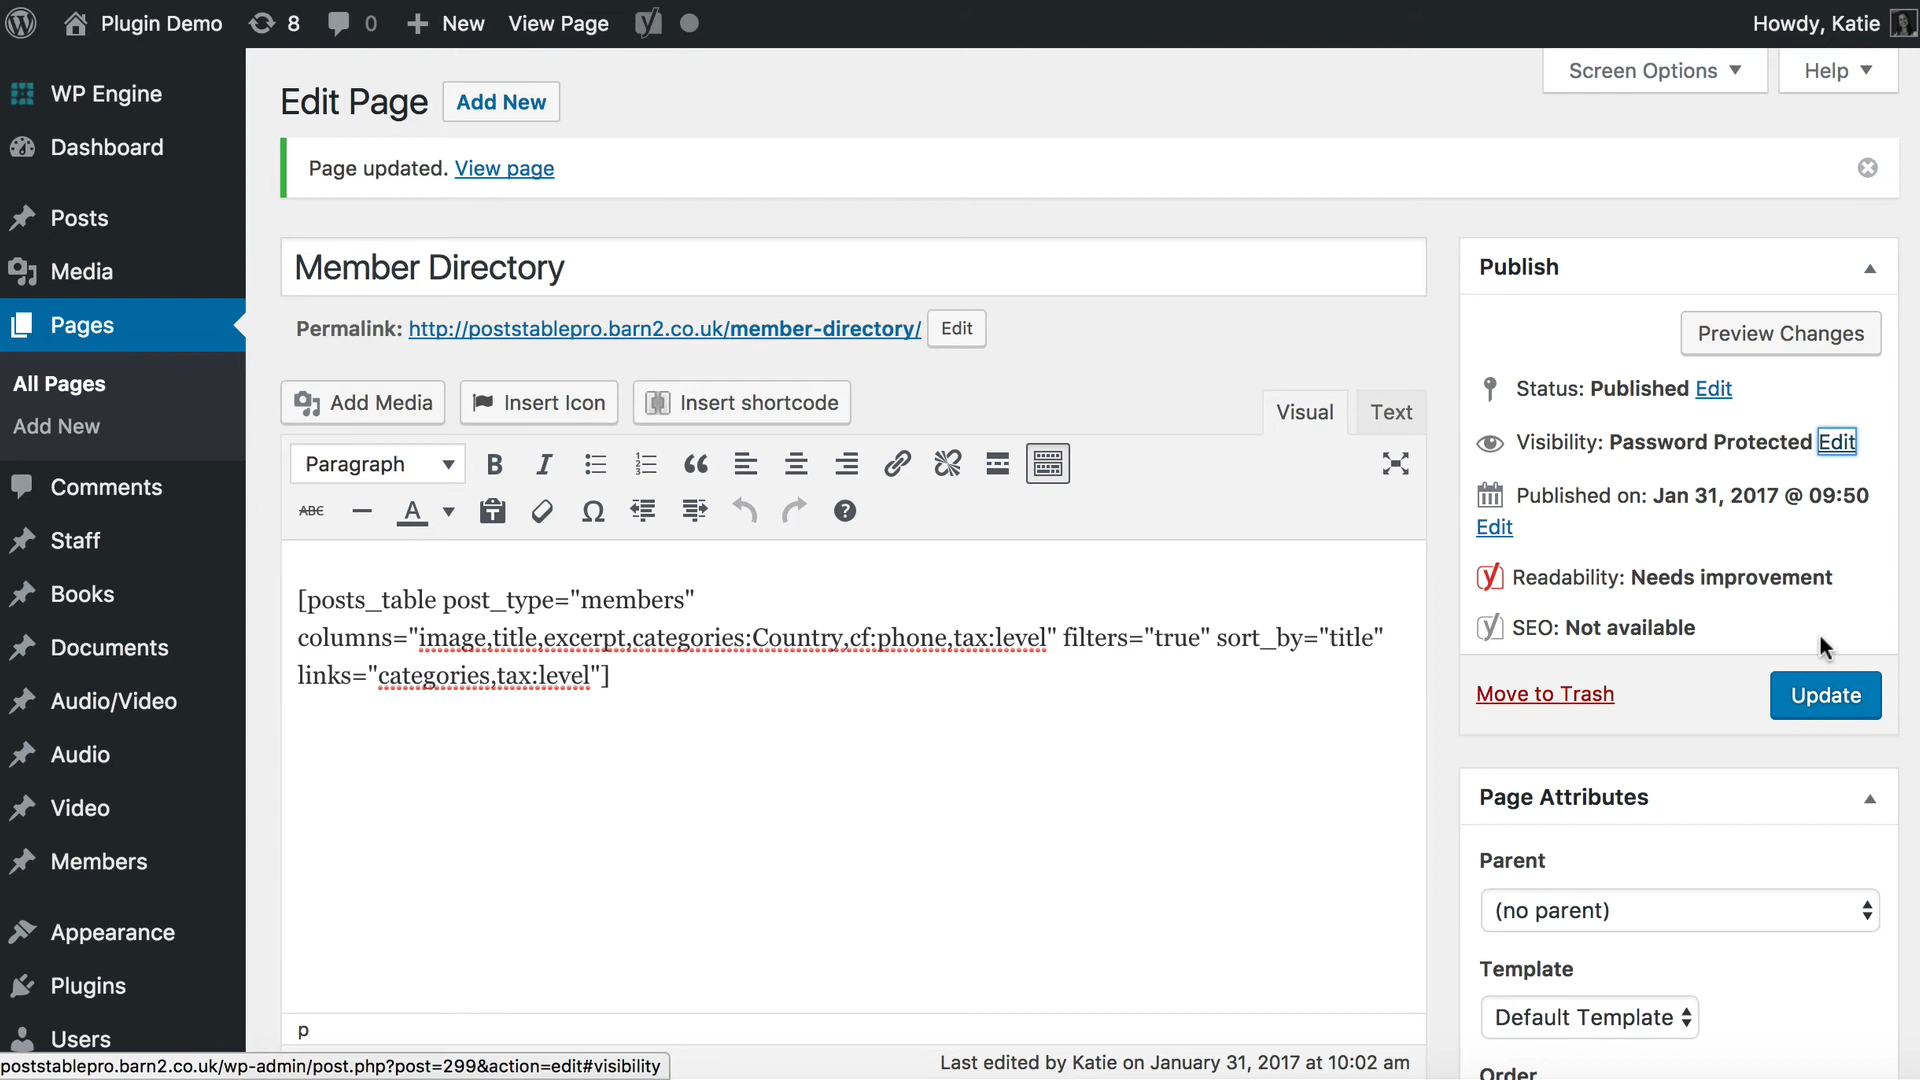 Plugin Demo 8 0 New View Page Howdy, Katie
WP Engine
Dashboard
Posts
Media
Pages
All Pages
Add New
Comments
Staff
Books
Documents
Audio/Video
Audio
Video
Members
Appearance
Plugins
Users
Screen Options Help
Edit Page Add New
Page updated. View page
Member Directory
Permalink: http://poststablepro.barn2.co.uk/member-directory/ Edit
Add Media Insert Icon Insert shortcode Visual Text
Paragraph B I
ABC A
[posts_table post_type="members"
columns="image,title,excerpt,categories:Country,cf:phone,tax:level" filters="true" sort_by="title"
links="categories,tax:level"]
p
Last edited by Katie on January 31, 2017 at 10:02 am
Publish
Preview Changes
Status: Published Edit
Visibility: Password Protected Edit
Published on: Jan 31, 2017 @ 09:50
Edit
Readability: Needs improvement
SEO: Not available
Move to Trash Update
Page Attributes
Parent
(no parent)
Template
Default Template
Order
poststablepro.barn2.co.uk/wp-admin/post.php?post=299&action=edit#visibility